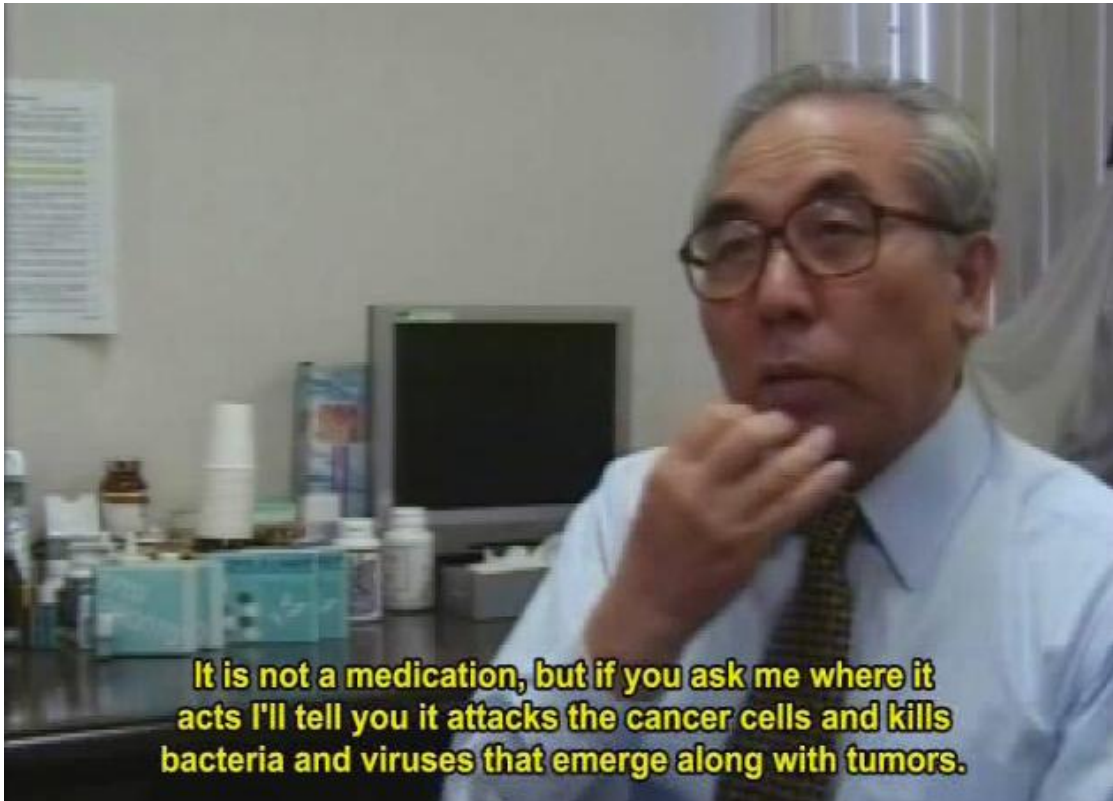 It is not a medication, but if you ask me where it
acts I'll tell you it attacks the cancer cells and kills
bacteria and viruses that emerge along with tumors.